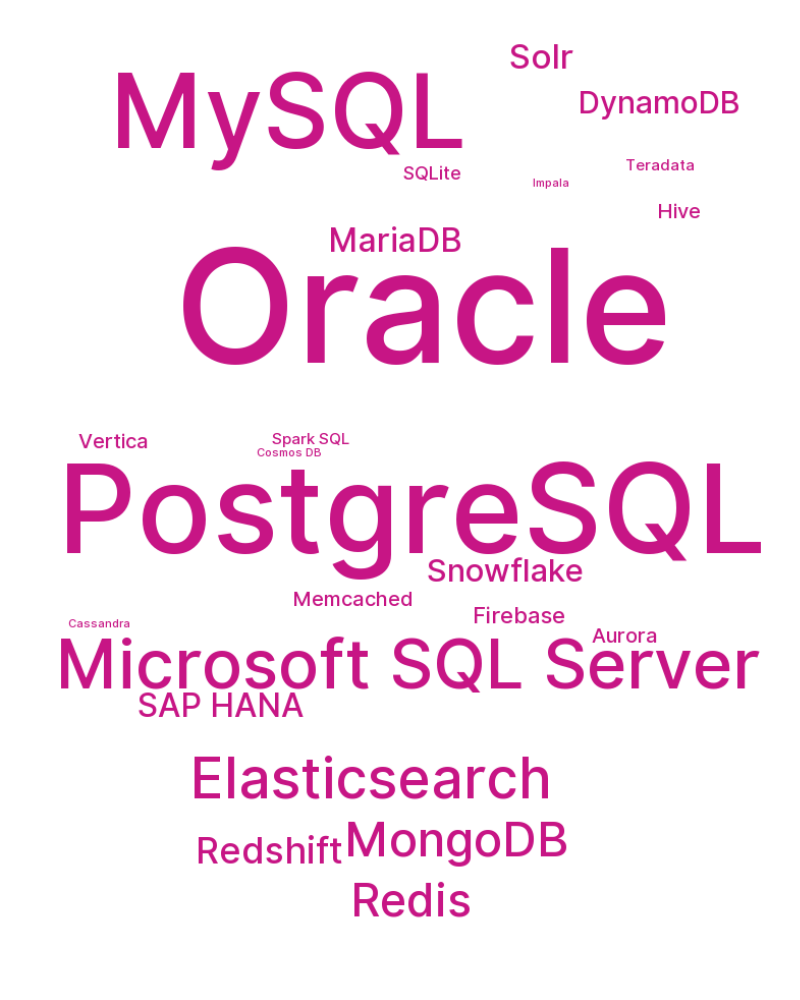 Solr
MySQL
DynamoDB
Teradata
SQLite
Impala
Hive
MariaDB
Oracle
Spark SQL
Vertica
Cosmos DB
PostgreSQL
Snowflake
Memcached
Firebase
Cassandra
Aurora
Microsoft SQL Server
SAP HANA
Elasticsearch
MongoDB
Redshift
Redis